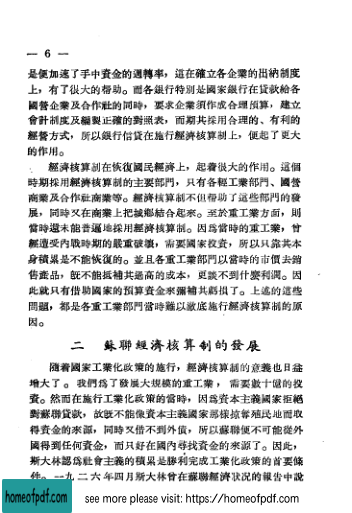 — 6 —
是便加速了手中資金的週轉率，這在確立各企業的出納制度
上，有了很大的幫助。而各銀行特別是國家銀行在貸款給各
國營企業及合作社的同時，要求企業須作成合理預算，建立
會計制度及編製正確的對照表，而期其採用合理的、有利的
經營方式，所以銀行信貸在施行經濟核算制上，便起了更大
的作用。
經濟核算制在恢復國民經濟上，起着很大的作用。這個
時期採用經濟核算制的主要部門，只有各輕工業部門、國營
商業及合作社商業等。經濟核算制不但帮助了這些部門的發
展，同時又在商業上把城鄉結合起來。至於重工業方面，則
當時還未能普遍地採用經濟核算制。因爲當時的重工業，曾
經遭受內戰時期的嚴重破壞，需要國家投資，所以只靠其本
身積累是不能恢復的。並且各重工業部門以當時的市價去銷
售產品，旣不能抵補其過高的成本，更談不到什麽利潤。因
此就只有借助國家的預算資金來彌補其虧損了。上述的這些
問題，都是各重工業部門當時難以澈底施行經濟核算制的原
因。
二 蘇聯經濟核算制的發展
隨着國家工業化政策的施行，經濟核算制的意義也日益
增大了。我們爲了發展大規模的重工業，需要數十億的投
資。然而在施行工業化政策的當時，因爲資本主義國家拒絕
對蘇聯貸款，故旣不能像資本主義國家那樣掠奪殖民地而取
得資金的來源，同時又借不到外債，所以蘇聯便不可能從外
國得到任何資金，而只好在國內尋找資金的來源了。因此，
斯大林認爲社會主義的積累是勝利完成工業化政策的首要條
件。一九二六年四月斯大林曾在蘇聯經濟狀況的報告中說
homeofpdf.com
see more please visit: https://homeofpdf.com